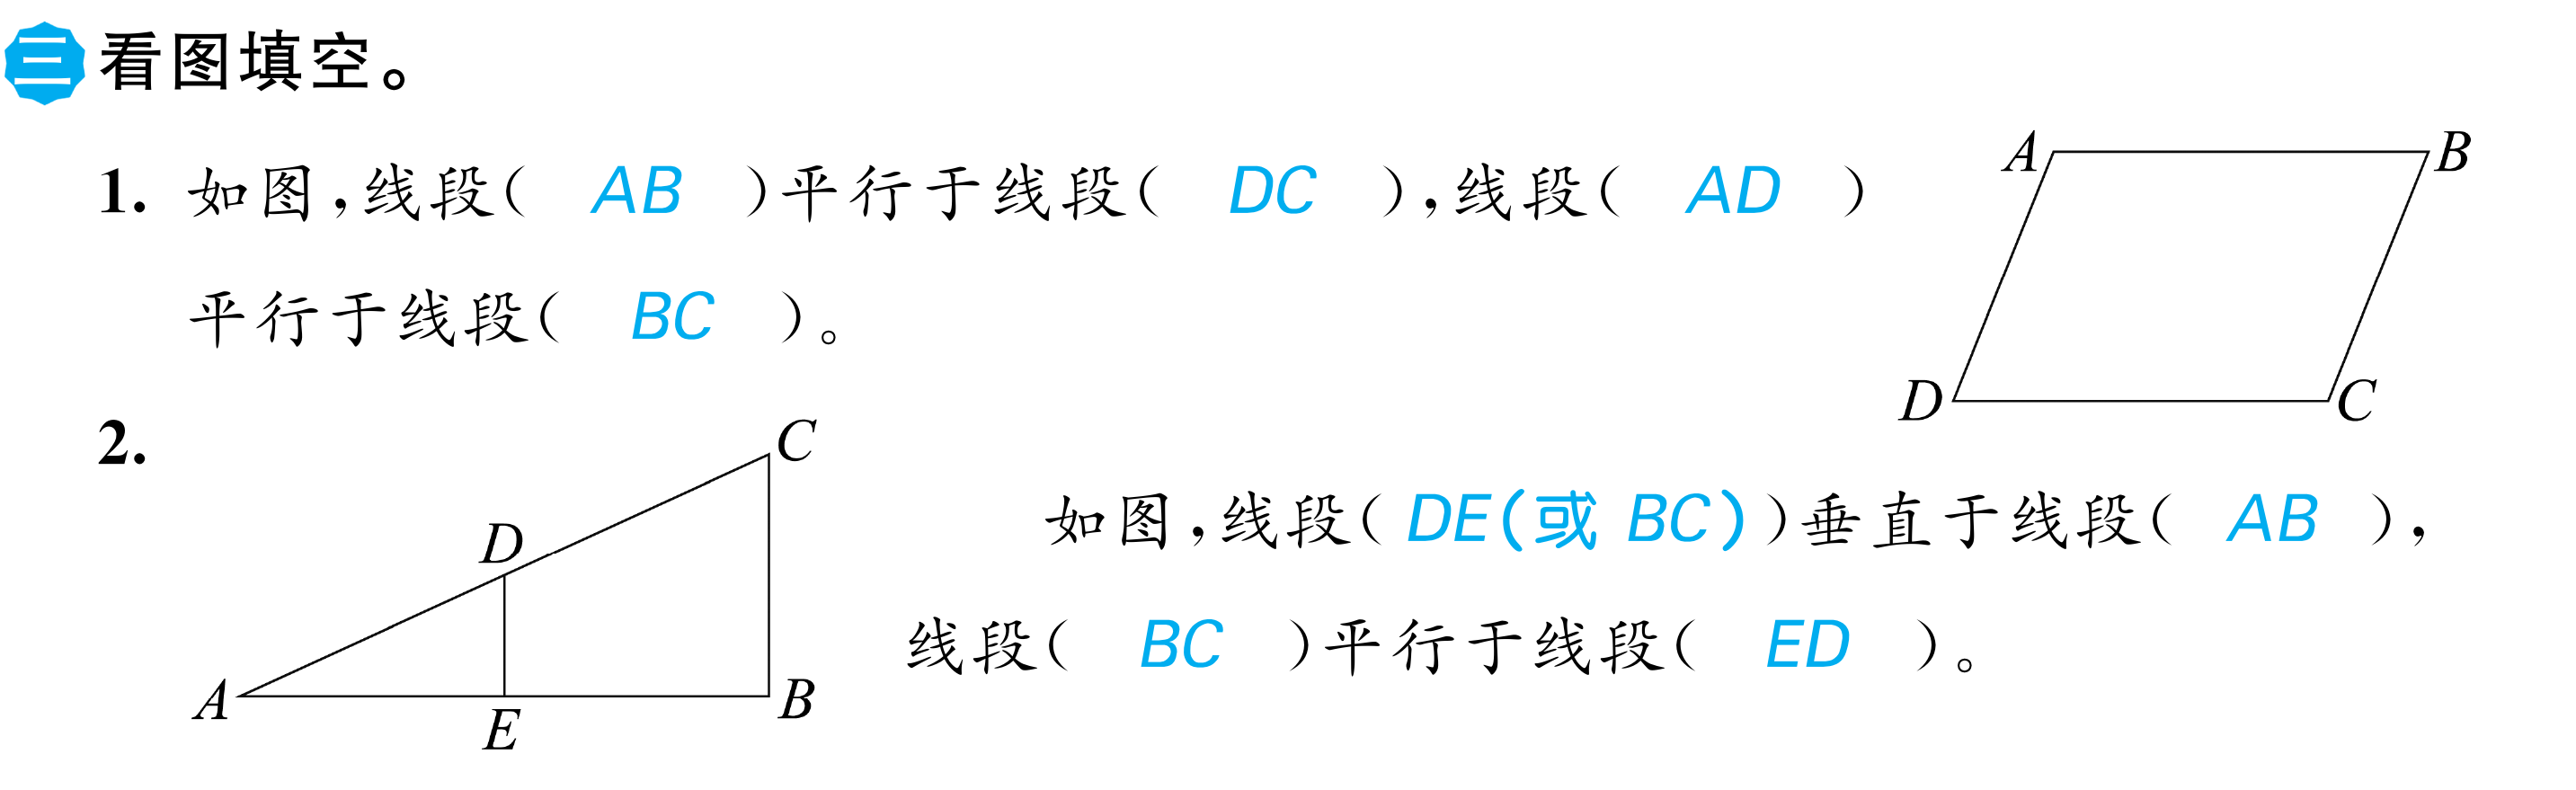 三 看图填空。
1. 如图,线段( AB )平行于线段( DC ),线段( AD )
平行于线段( BC )。
A
B
D
C
2.
C
D
A
E
B
如图,线段( DE(或 BC) )垂直于线段( AB ),
线段( BC )平行于线段( ED )。